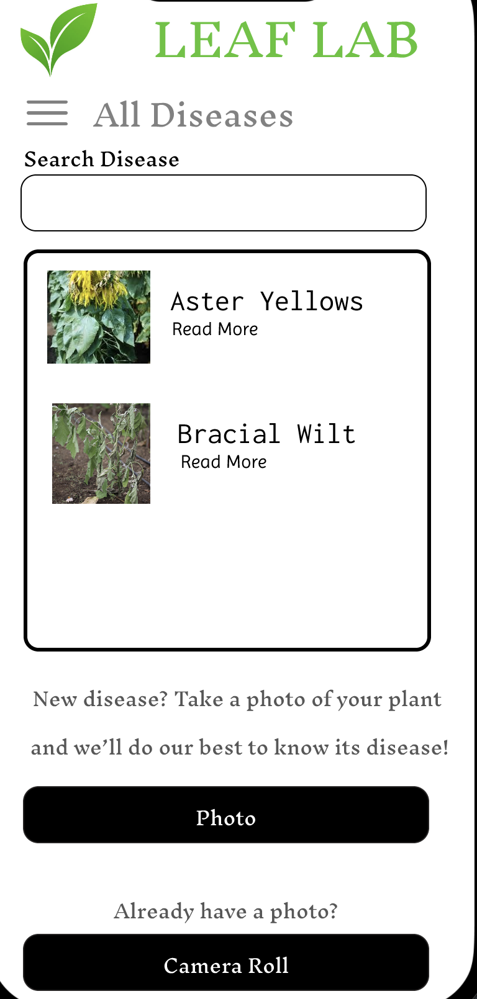 LEAF LAB
All Diseases
Search Disease
Aster Yellows
Read More
Bracial Wilt
Read More
New disease? Take a photo of your plant
and we’ll do our best to know its disease!
Photo
Already have a photo?
Camera Roll